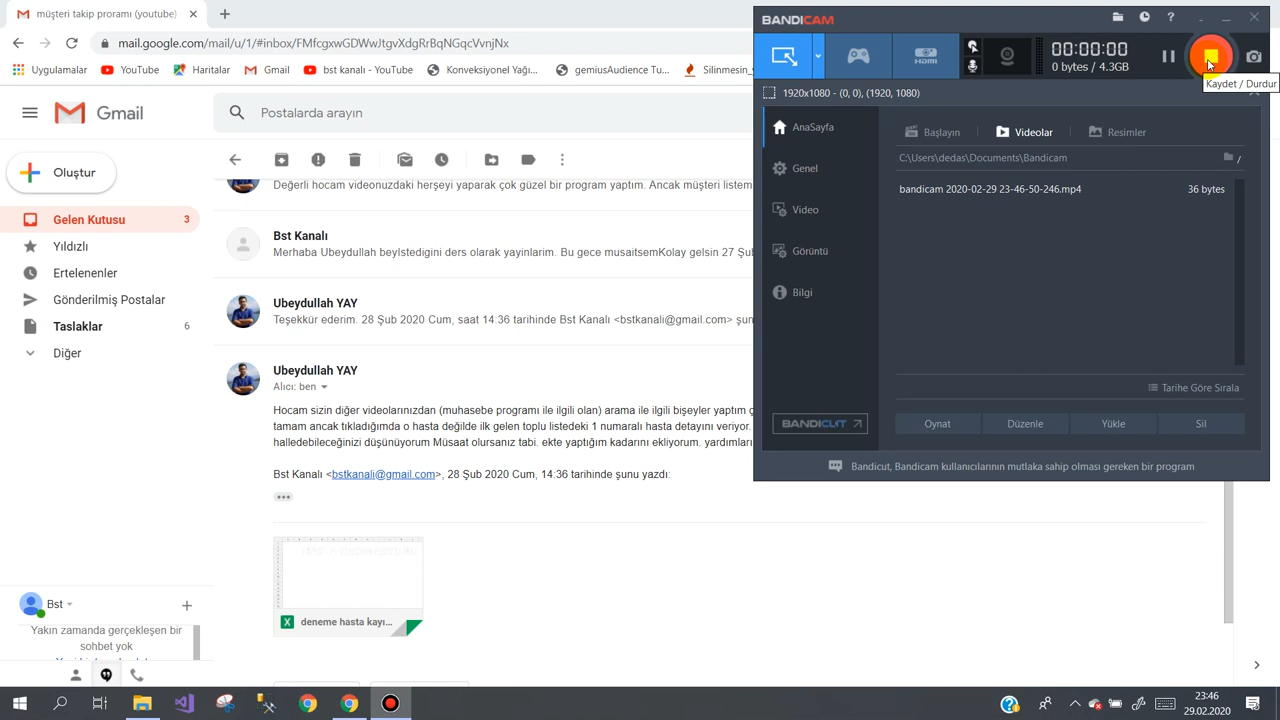 müşteri takip proramı (youtube)
mail.google.com/mail/u/1/#inbox/FMfcgxwGDWwJtgvXdgRrBqNGqcVvnjNx
Uygulamalar
YouTube
Haritalar
Gmail
bst kanalı - YouTube
gemiusAudience Tu...
Silinmesin_
Gmail
Postalarda arayın
Oluştur
Gelen Kutusu 3
Yıldızlı
Ertelenenler
Gönderilmiş Postalar
Taslaklar 6
Diğer
Bst
Yakın zamanda gerçekleşen bir
sohbet yok
Değerli hocam videonuzdaki herşeyi yaparak çok güzel bir program yaptım. Ancak müşteri listem
Bst Kanalı
Merhaba Ubeydullah beyIstedigini ders olarak yayinlarim. Bu gece musaitsemKolay gelsin 27 Ş
Ubeydullah YAY
Teşekkür ederim. 28 Şub 2020 Cum, saat 14:36 tarihinde Bst Kanalı <bstkanali@gmail.com> şun
Ubeydullah YAY
Alıcı: ben
Hocam sizin diğer videolarınızdan (muhasebe programı ile ilgili olan) arama ile ilgili bişeyler yaptım
tamam ancak tıkladığımda o hasta değilde ilk gelen toplu listedeki 1 numaralı hasta detayını veriyor.
halledebileceğinizi düşünüyorum Müsaat olursanız tabi. ekte yaptığım kadarını ekliyorum. yardımları
Bst Kanalı <bstkanali@gmail.com>, 28 Şub 2020 Cum, 14:36 tarihinde şunu yazdı:
deneme hasta kayı...
BANDICAM
HDMI
00:00:00
0 bytes / 4.3GB
Kaydet / Durdur
1920x1080 - (0, 0), (1920, 1080)
AnaSayfa
Genel
Video
Görüntü
Bilgi
BANDICUT
Başlayın
Videolar
Resimler
C:\Users\dedas\Documents\Bandicam
/
bandicam 2020-02-29 23-46-50-246.mp4 36 bytes
Tarihe Göre Sırala
Oynat
Düzenle
Yükle
Sil
Bandicut, Bandicam kullanıcılarının mutlaka sahip olması gereken bir program
23:46
29.02.2020